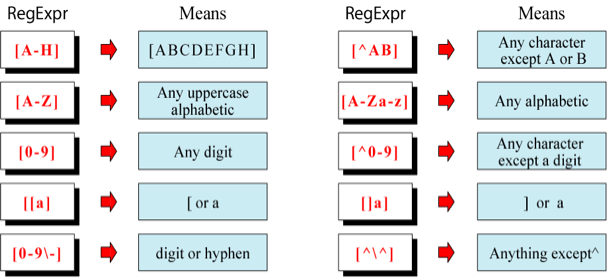 RegExpr Means
[A-H] [ABCDEFGH]
[A-Z] Any uppercase
alphabetic
[0-9] Any digit
[[a] [ or a
[0-9\-] digit or hyphen
RegExpr Means
[^AB] Any character
except A or B
[A-Za-z] Any alphabetic
[^0-9] Any character
except a digit
[]a] ] or a
[^\^] Anything except^